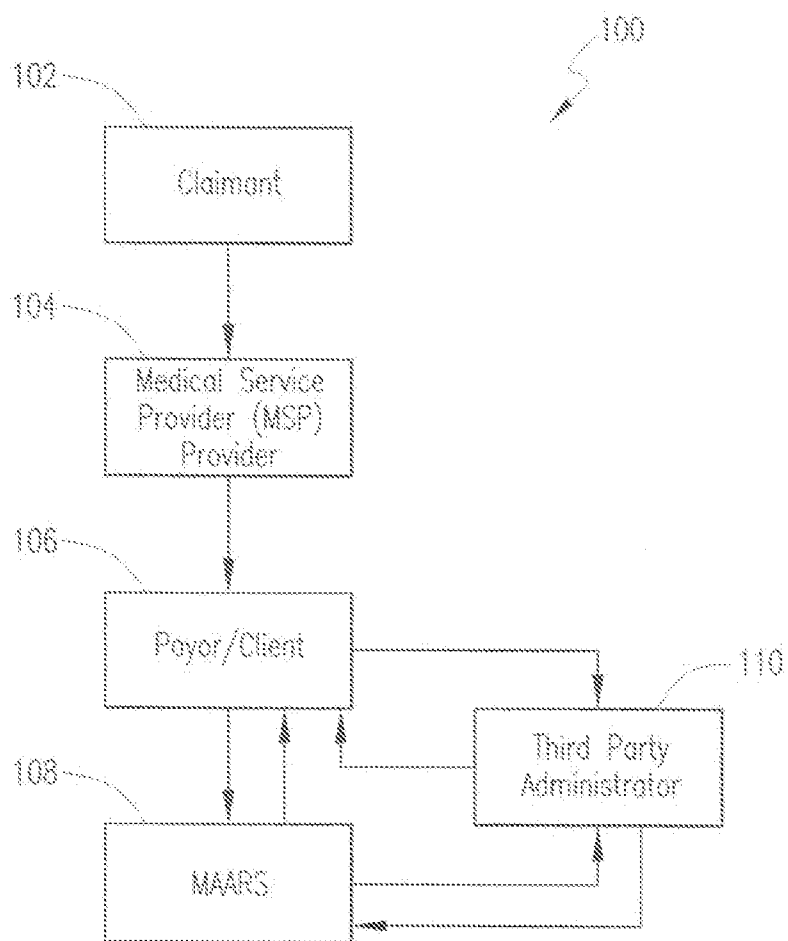 100
102
Claimant
104
Medical Service
Provider (MSP)
Provider
106
Payor/Client
110
Third Party
Administrator
108
MAARS